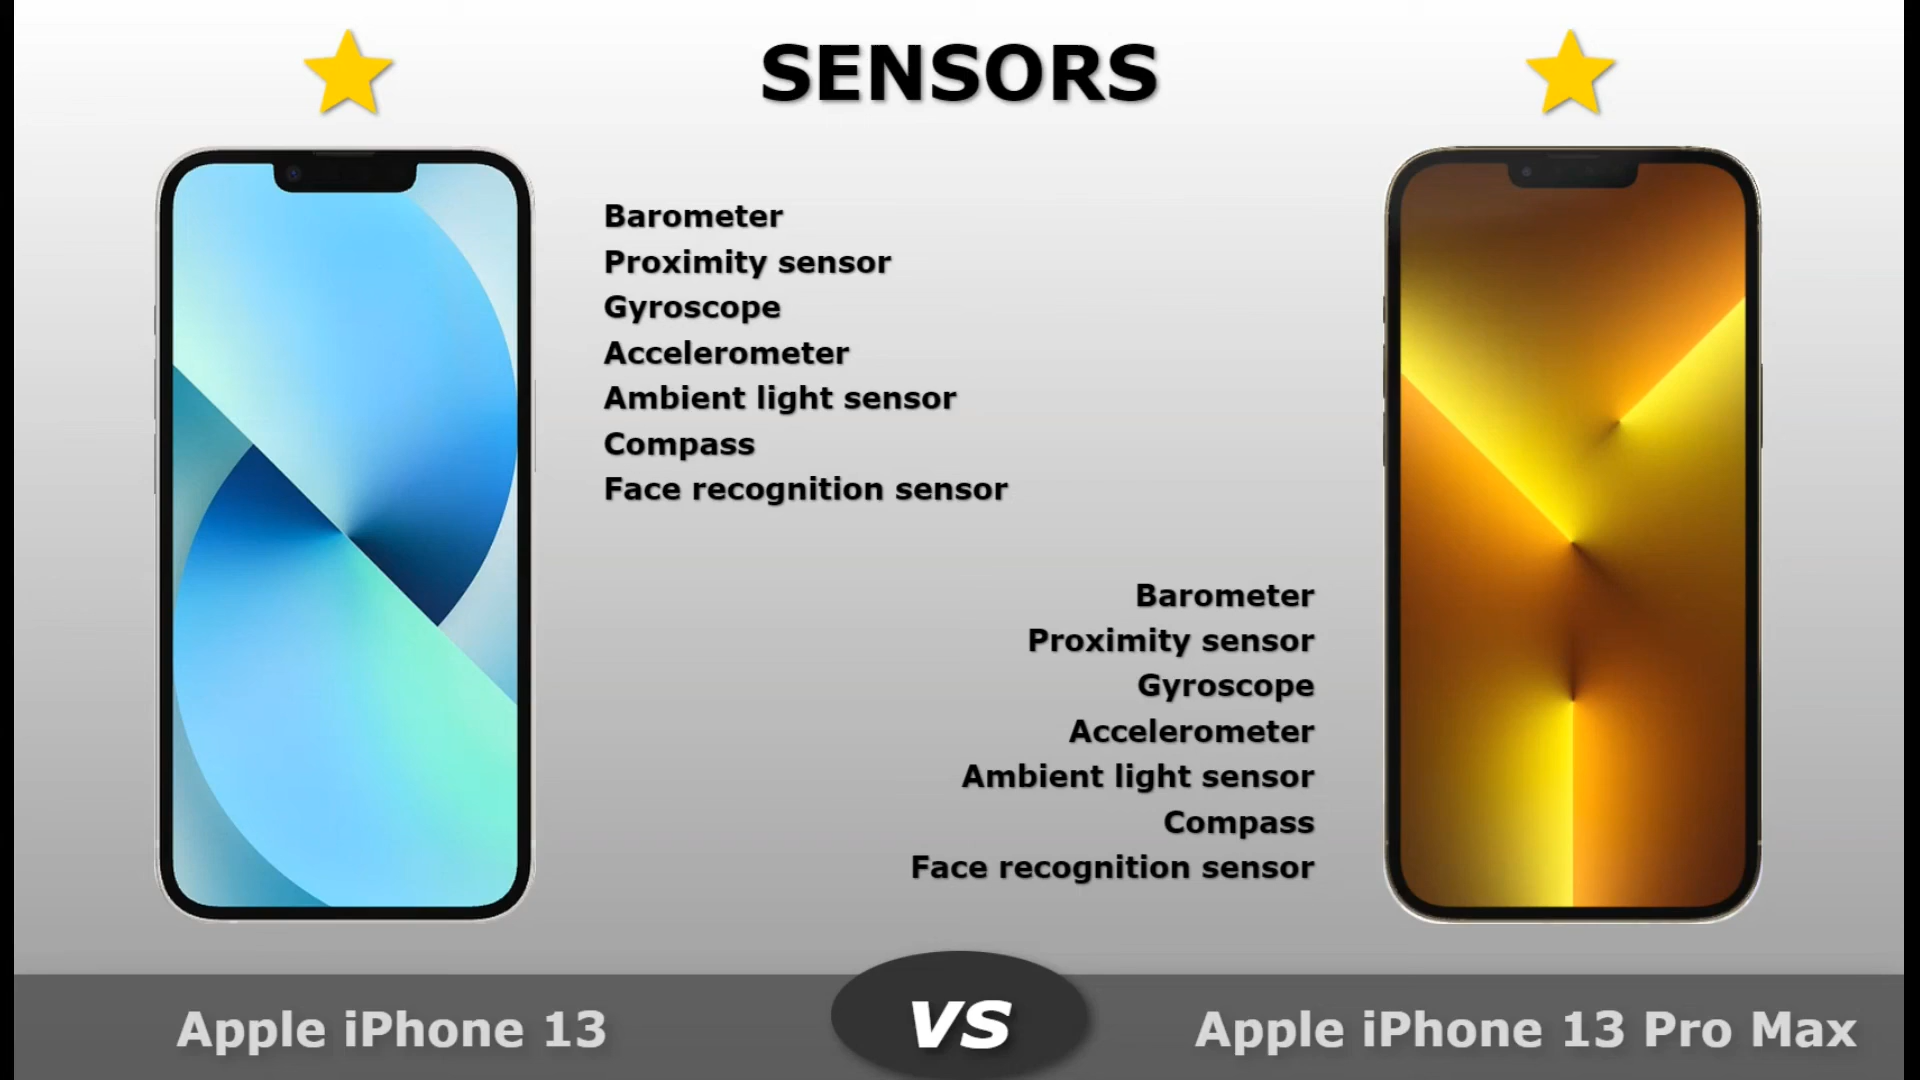 SENSORS
Barometer
Proximity sensor
Gyroscope
Accelerometer
Ambient light sensor
Compass
Face recognition sensor
Barometer
Proximity sensor
Gyroscope
Accelerometer
Ambient light sensor
Compass
Face recognition sensor
Apple iPhone 13
VS
Apple iPhone 13 Pro Max